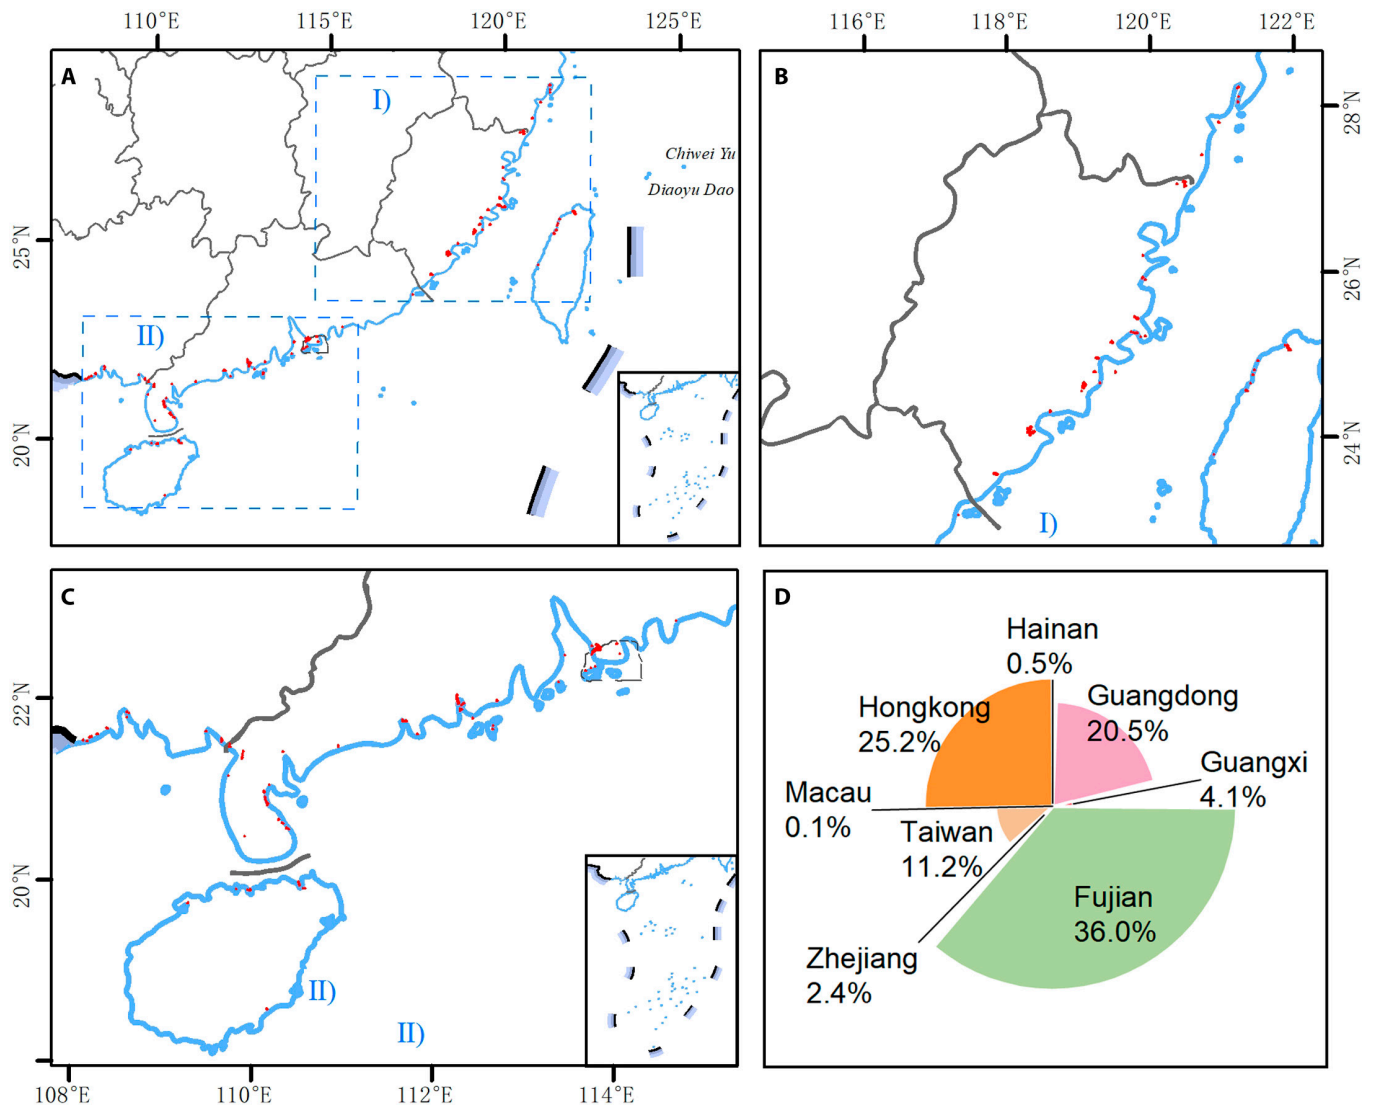 110°E 115°E 120°E 125°E
116°E 118°E 120°E 122°E
A
I)
Chiwei Yu
Diaoyu Dao
II)
25°N
20°N
B
28°N
26°N
24°N
I)
C
22°N
20°N
II)
II)
108°E 110°E 112°E 114°E
D
Hainan
0.5%
Guangdong
20.5%
Hongkong
25.2%
Guangxi
4.1%
Macau
0.1%
Taiwan
11.2%
Fujian
36.0%
Zhejiang
2.4%